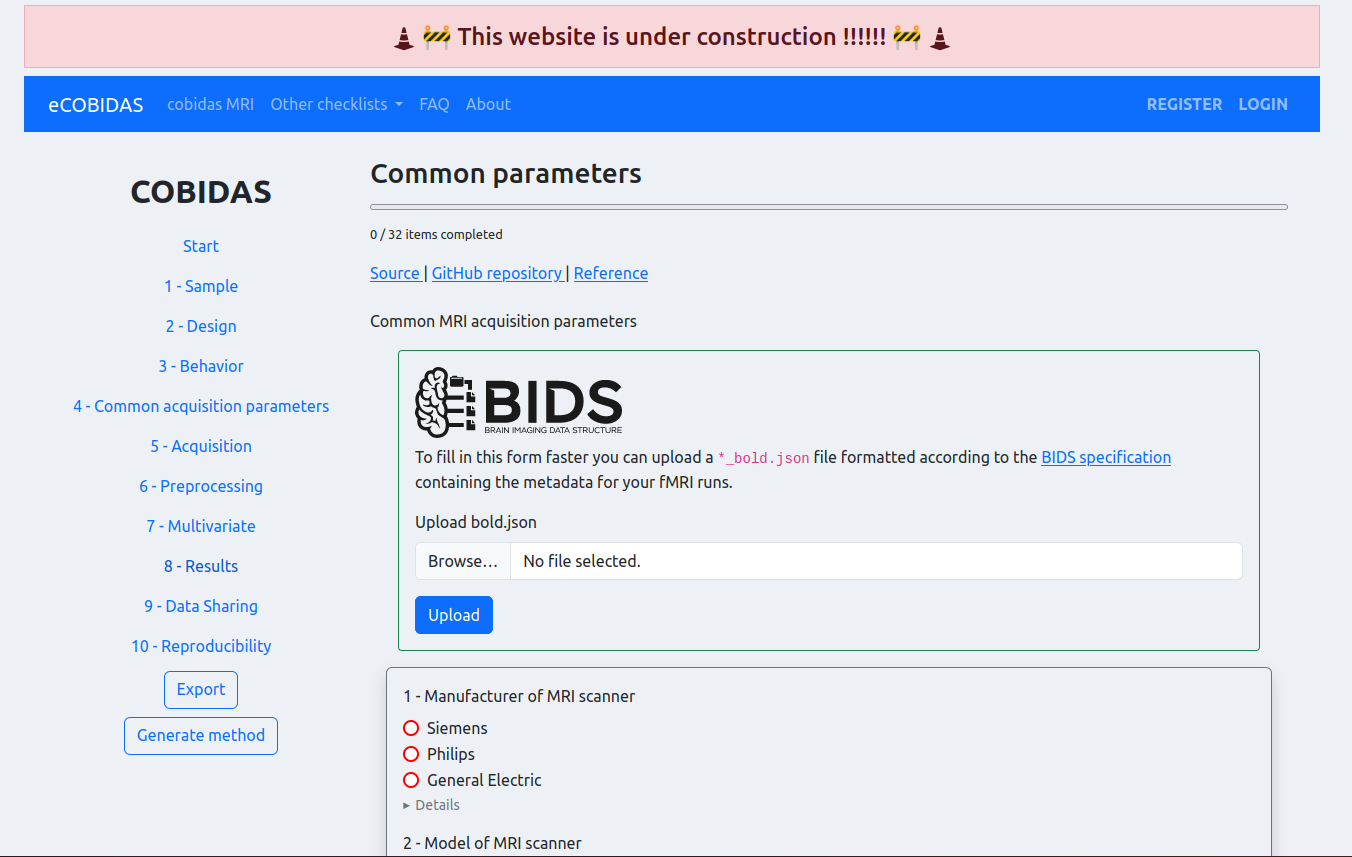 This website is under construction !!!!!!
eCOBIDAS cobidas MRI Other checklists FAQ About REGISTER LOGIN
COBIDAS
Start
1 - Sample
2 - Design
3 - Behavior
4 - Common acquisition parameters
5 - Acquisition
6 - Preprocessing
7 - Multivariate
8 - Results
9 - Data Sharing
10 - Reproducibility
Export
Generate method
Common parameters
0 / 32 items completed
Source | GitHub repository | Reference
Common MRI acquisition parameters
BIDS
BRAIN IMAGING DATA STRUCTURE
To fill in this form faster you can upload a *_bold.json file formatted according to the BIDS specification
containing the metadata for your fMRI runs.
Upload bold.json
Browse… No file selected.
Upload
1 - Manufacturer of MRI scanner
Siemens
Philips
General Electric
▸ Details
2 - Model of MRI scanner